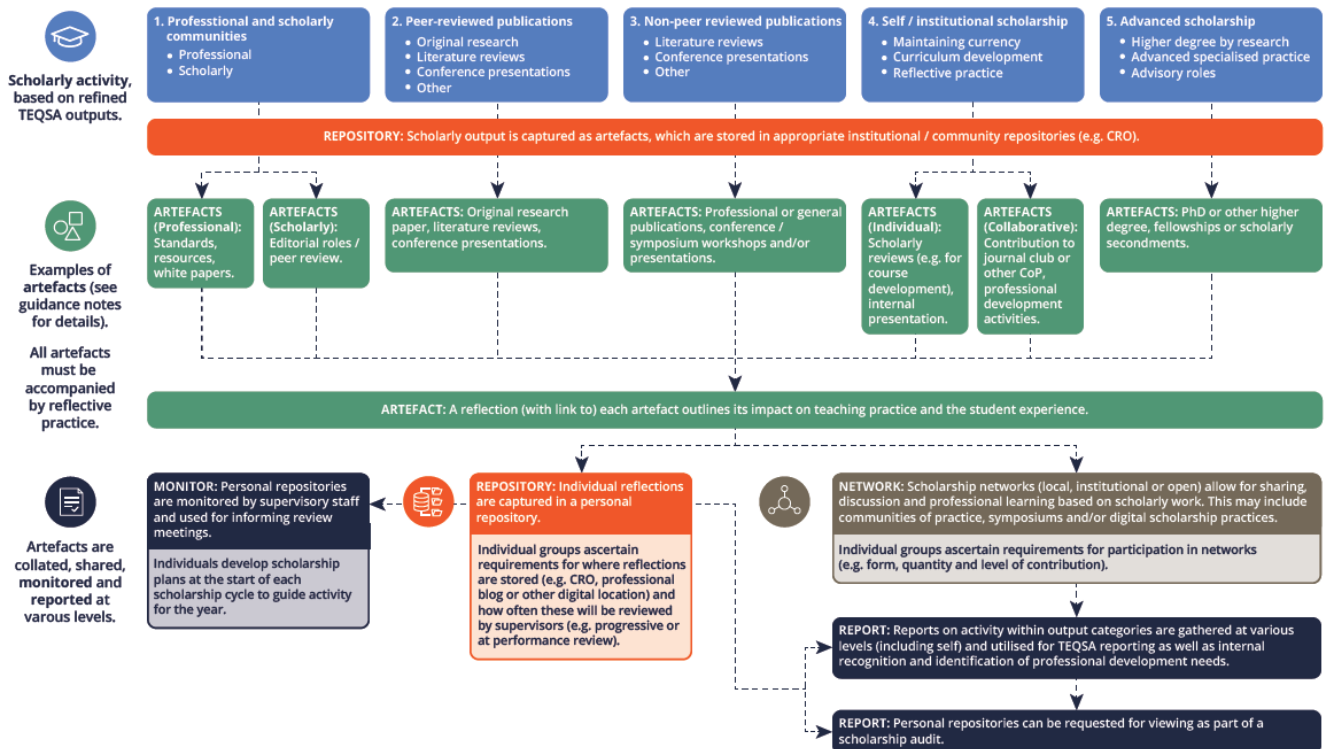 1. Professtional and scholarly
communities
• Professional
• Scholarly
2. Peer-reviewed publications
• Original research
• Literature reviews
• Conference presentations
• Other
3. Non-peer reviewed publications
• Literature reviews
• Conference presentations
• Other
4. Self / institutional scholarship
• Maintaining currency
• Curriculum development
• Reflective practice
5. Advanced scholarship
• Higher degree by research
• Advanced specialised practice
• Advisory roles
Scholarly activity,
based on refined
TEQSA outputs.
REPOSITORY: Scholarly output is captured as artefacts, which are stored in appropriate institutional / community repositories (e.g. CRO).
Examples of
artefacts (see
guidance notes
for details).
All artefacts
must be
accompanied
by reflective
practice.
ARTEFACTS
(Professional):
Standards,
resources,
white papers.
ARTEFACTS
(Scholarly):
Editorial roles /
peer review.
ARTEFACTS: Original research
paper, literature reviews,
conference presentations.
ARTEFACTS: Professional or general
publications, conference /
symposium workshops and/or
presentations.
ARTEFACTS
(Individual):
Scholarly
reviews (e.g. for
course
development),
internal
presentation.
ARTEFACTS
(Collaborative):
Contribution to
journal club or
other CoP,
professional
development
activities.
ARTEFACTS: PhD or other higher
degree, fellowships or scholarly
secondments.
ARTEFACT: A reflection (with link to) each artefact outlines its impact on teaching practice and the student experience.
Artefacts are
collated, shared,
monitored and
reported at
varous levels.
MONITOR: Personal repositories
are monitored by supervisory staff
and used for informing review
meetings.
Individuals develop scholarship
plans at the start of each
scholarship cycle to guide activity
for the year.
REPOSITORY: Individual reflections
are captured in a personal
repository.
Individual groups ascertain
requirements for where reflections
are stored (e.g. CRO, professional
blog or other digital location) and
how often these will be reviewed
by supervisors (e.g. progressive or
at performance review).
NETWORK: Scholarship networks (local, institutional or open) allow for sharing,
discussion and professional learning based on scholarly work. This may include
communities of practice, symposiums and/or digital scholarship practices.
Individual groups ascertain requirements for participation in networks
(e.g. form, quantity and level of contribution).
REPORT: Reports on activity within output categories are gathered at various
levels (including self) and utilised for TEQSA reporting as well as internal
recognition and identification of professional development needs.
REPORT: Personal repositories can be requested for viewing as part of a
scholarship audit.